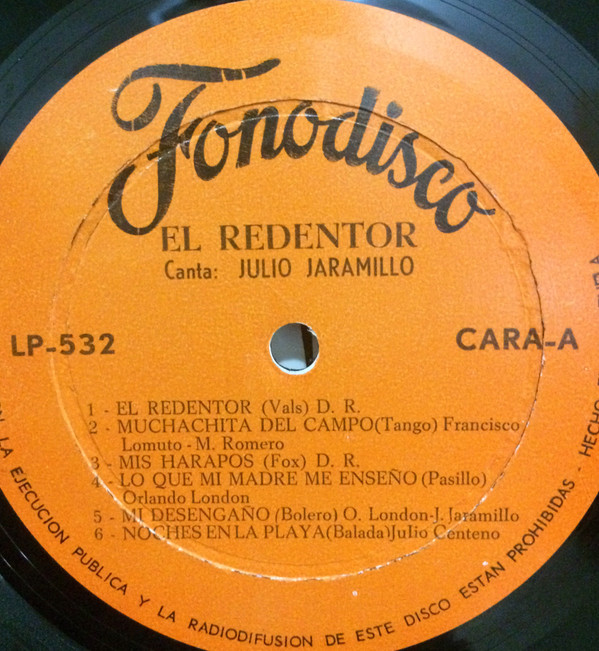 Fonodisco
EL REDENTOR
Canta: JULIO JARAMILLO
LP-532
CARA-A
1 - EL REDENTOR (Vals) D. R.
2 - MUCHACHITA DEL CAMPO(Tango) Francisco
Lomuto - M. Romero
3 - MIS HARAPOS (Fox) D. R.
4 - LO QUE MI MADRE ME ENSEÑO (Pasillo)
Orlando London
5 - MI DESENGAÑO (Bolero) O. London-J. Jaramillo
6 - NOCHES EN LA PLAYA(Balada)Julio Centeno
LA EJECUCION PUBLICA Y LA RADIODIFUSION DE ESTE DISCO ESTAN PROHIBIDAS - HECHO